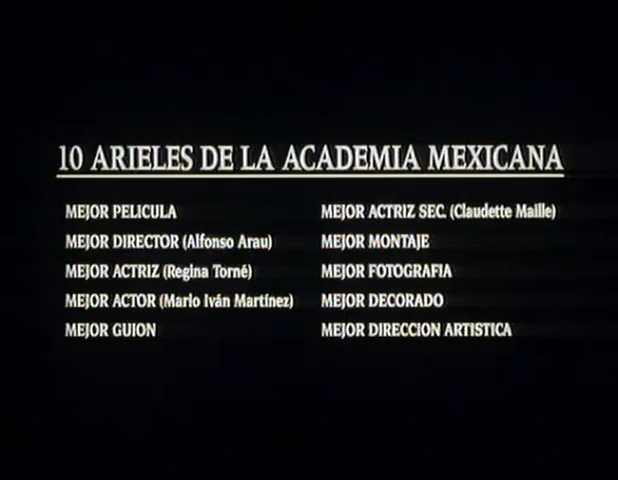 10 ARIELES DE LA ACADEMIA MEXICANA
MEJOR PELICULA
MEJOR DIRECTOR (Alfonso Arau)
MEJOR ACTRIZ (Regina Torné)
MEJOR ACTOR (Mario Iván Martínez)
MEJOR GUION
MEJOR ACTRIZ SEC. (Claudette Maille)
MEJOR MONTAJE
MEJOR FOTOGRAFIA
MEJOR DECORADO
MEJOR DIRECCION ARTISTICA